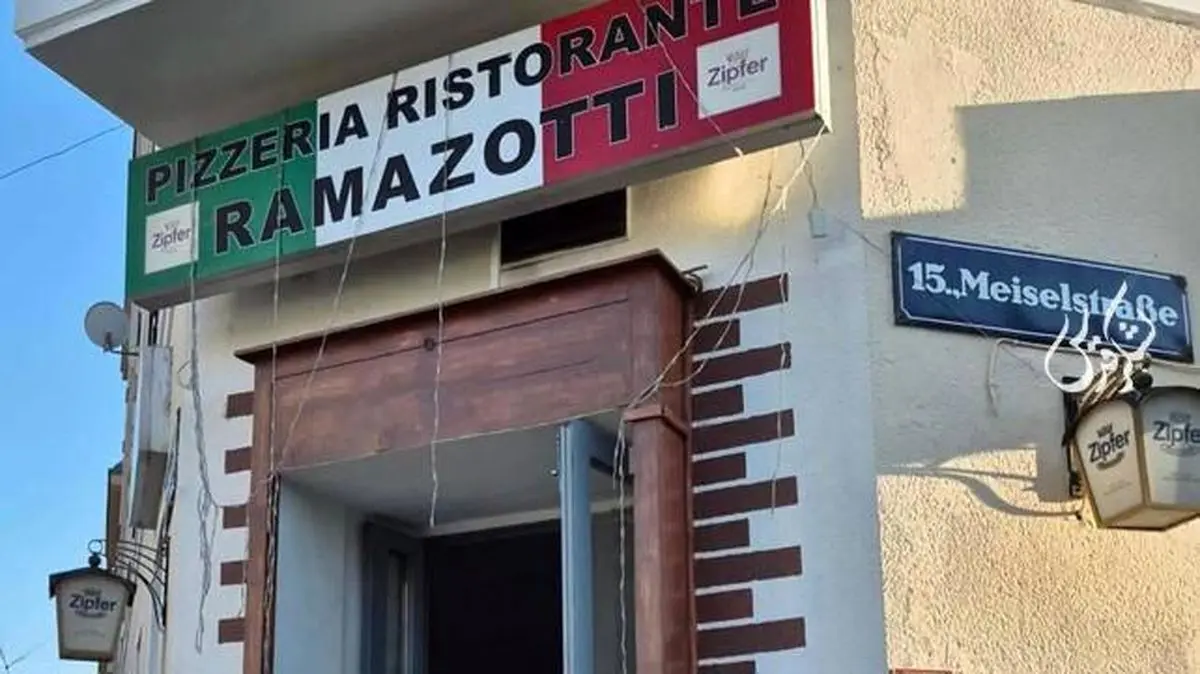 PIZZERIA RISTORANTE
RAMAZOTTI
Zipfer
Zipfer
15.,Meiselstraße
Zipfer
Zipfer
Zipfer